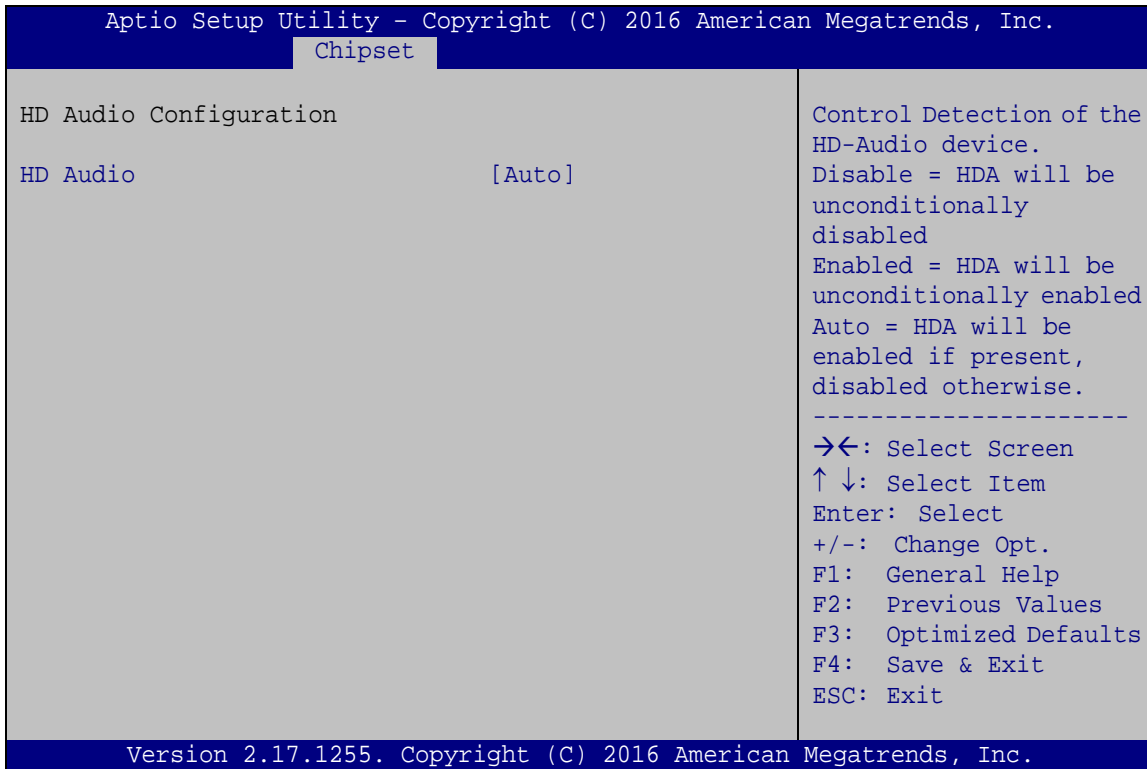 Aptio Setup Utility – Copyright (C) 2016 American Megatrends, Inc.
Chipset
HD Audio Configuration
HD Audio [Auto]
Control Detection of the
HD-Audio device.
Disable = HDA will be
unconditionally
disabled
Enabled = HDA will be
unconditionally enabled
Auto = HDA will be
enabled if present,
disabled otherwise.
----------------------
→←: Select Screen
↑ ↓: Select Item
Enter: Select
+/-: Change Opt.
F1: General Help
F2: Previous Values
F3: Optimized Defaults
F4: Save & Exit
ESC: Exit
Version 2.17.1255. Copyright (C) 2016 American Megatrends, Inc.